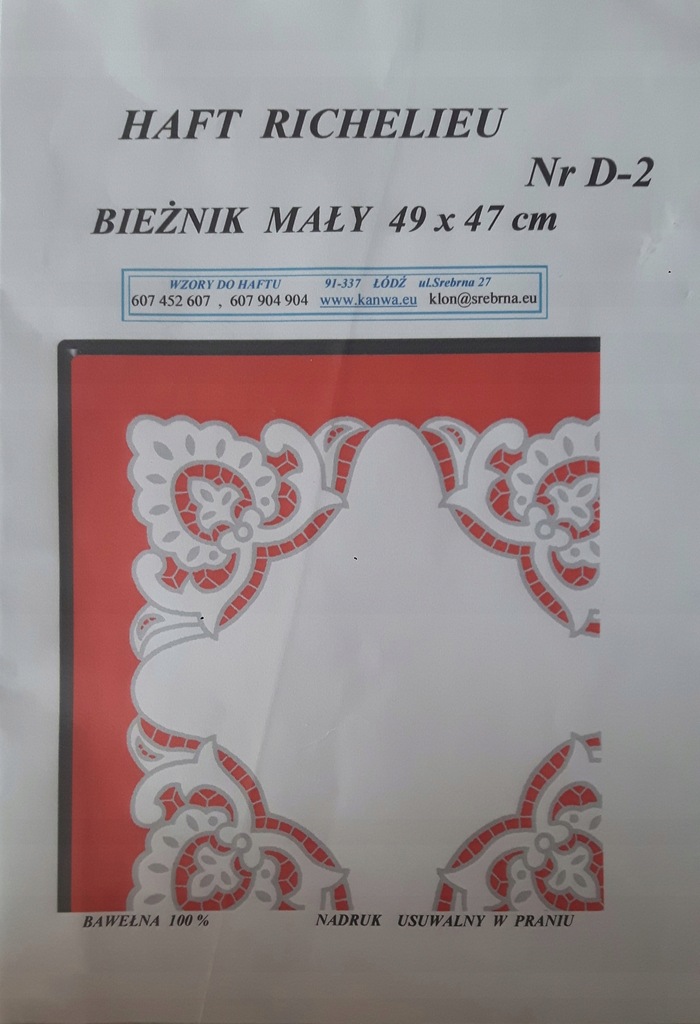 HAFT RICHELIEU
Nr D-2
BIEŻNIK MAŁY 49 x 47 cm
WZORY DO HAFTU 91-337 ŁÓDŹ ul.Srebrna 27
607 452 607 , 607 904 904 www.kanwa.eu klon@srebrna.eu
BAWEŁNA 100 % NADRUK USUWALNY W PRANIU